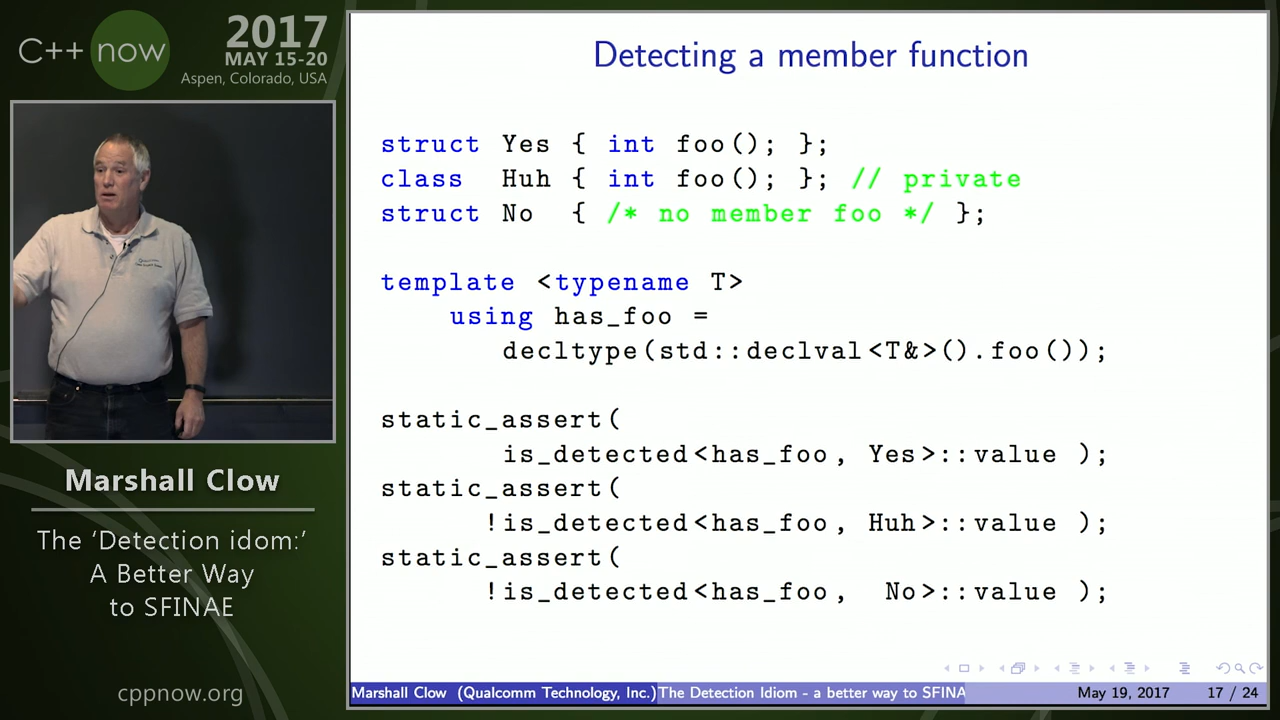 C++ now
2017
MAY 15-20
Aspen, Colorado, USA
Marshall Clow
The ‘Detection idom:’
A Better Way
to SFINAE
cppnow.org
Detecting a member function
struct Yes { int foo(); };
class Huh { int foo(); }; // private
struct No { /* no member foo */ };
template <typename T>
using has_foo =
decltype(std::declval<T&>().foo());
static_assert(
is_detected<has_foo, Yes>::value );
static_assert(
!is_detected<has_foo, Huh>::value );
static_assert(
!is_detected<has_foo, No>::value );
Marshall Clow (Qualcomm Technology, Inc.) The Detection Idiom - a better way to SFINA May 19, 2017 17 / 24